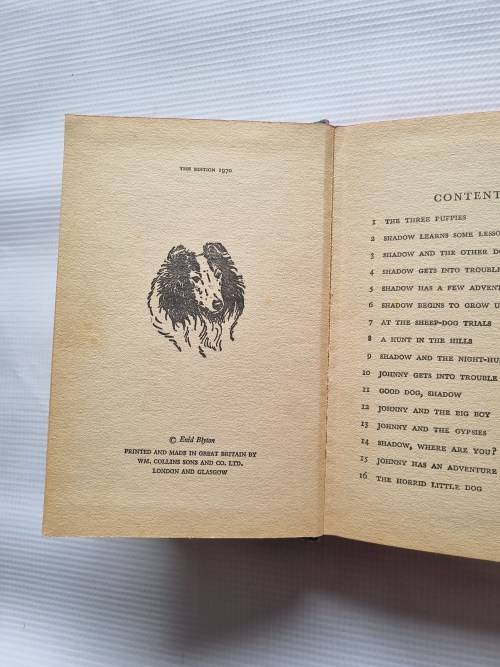 THIS EDITION 1970
© Enid Blyton
PRINTED AND MADE IN GREAT BRITAIN BY
WM. COLLINS SONS AND CO. LTD.
LONDON AND GLASGOW
CONTENT
1 THE THREE PUPPIES
2 SHADOW LEARNS SOME LESSO
3 SHADOW AND THE OTHER DO
4 SHADOW GETS INTO TROUBL
5 SHADOW HAS A FEW ADVENT
6 SHADOW BEGINS TO GROW U
7 AT THE SHEEP-DOG TRIALS
8 A HUNT IN THE HILLS
9 SHADOW AND THE NIGHT-HU
10 JOHNNY GETS INTO TROUBLE
11 GOOD DOG, SHADOW
12 JOHNNY AND THE BIG BOY
13 JOHNNY AND THE GYPSIES
14 SHADOW, WHERE ARE YOU?
15 JOHNNY HAS AN ADVENTURE
16 THE HORRID LITTLE DOG